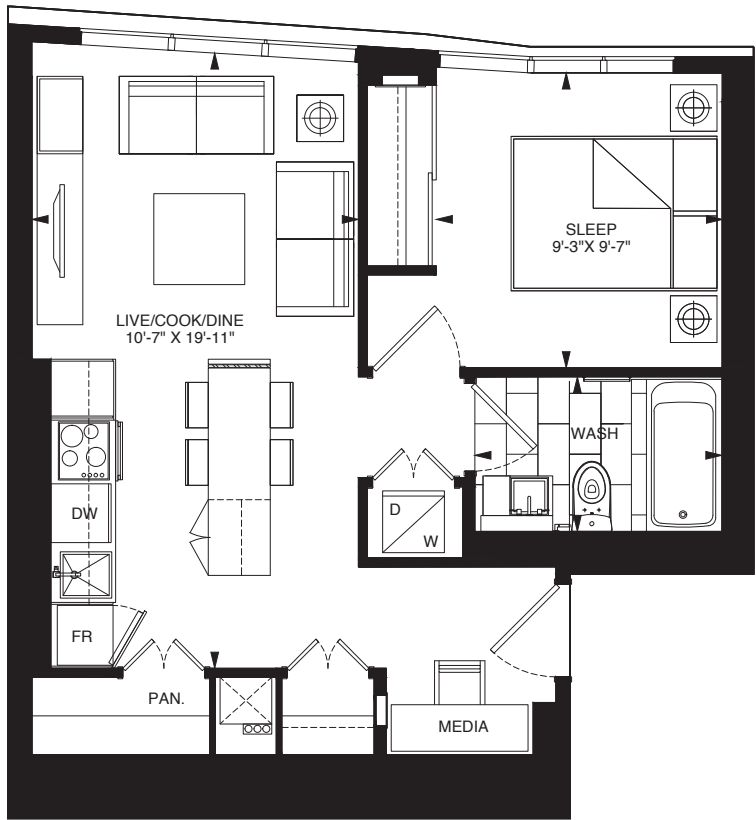 SLEEP
9'-3"X 9'-7"
LIVE/COOK/DINE
10'-7" X 19'-11"
WASH
DW
D
W
FR
PAN.
MEDIA